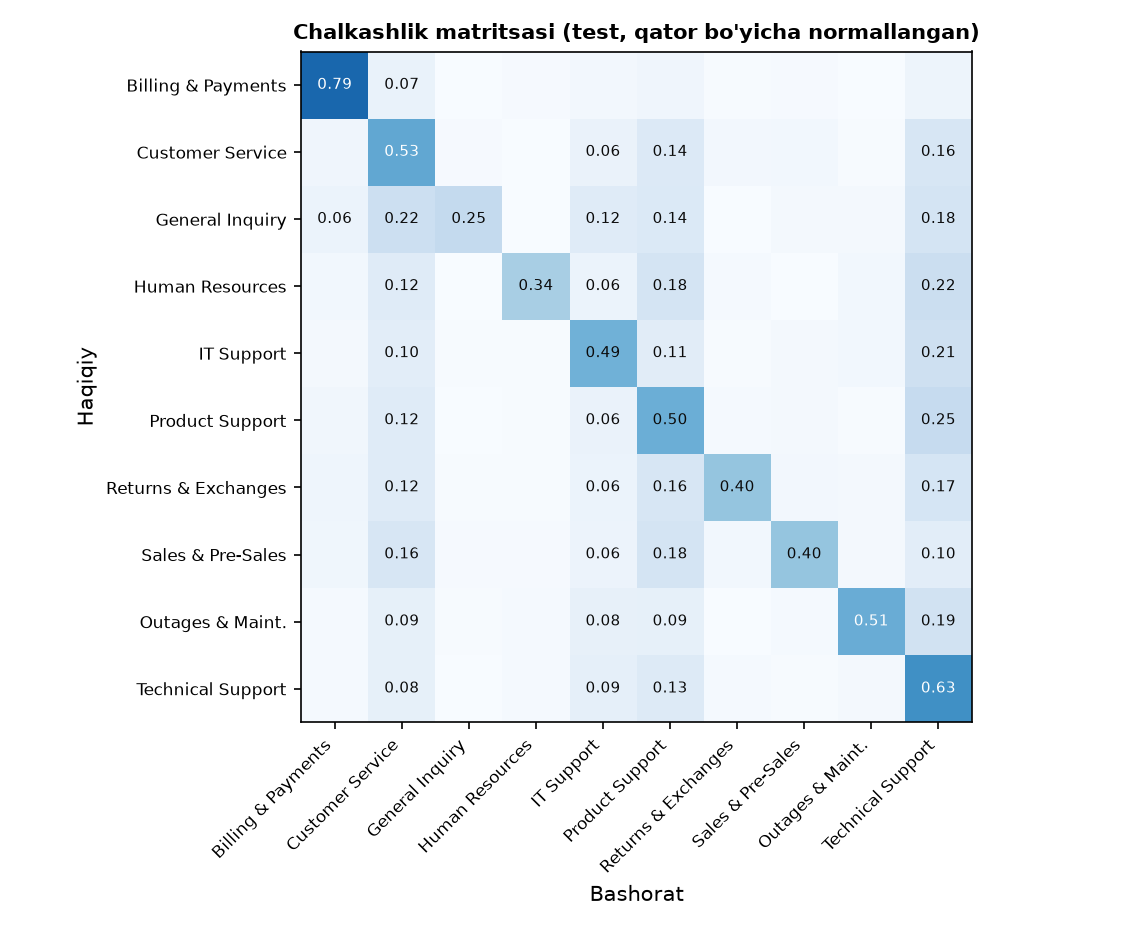 Chalkashlik matritsasi (test, qator bo'yicha normallangan)
Haqiqiy
Billing & Payments 0.79 0.07
Customer Service 0.53 0.06 0.14 0.16
General Inquiry 0.06 0.22 0.25 0.12 0.14 0.18
Human Resources 0.12 0.34 0.06 0.18 0.22
IT Support 0.10 0.49 0.11 0.21
Product Support 0.12 0.06 0.50 0.25
Returns & Exchanges 0.12 0.06 0.16 0.40 0.17
Sales & Pre-Sales 0.16 0.06 0.18 0.40 0.10
Outages & Maint. 0.09 0.08 0.09 0.51 0.19
Technical Support 0.08 0.09 0.13 0.63
Billing & Payments
Customer Service
General Inquiry
Human Resources
IT Support
Product Support
Returns & Exchanges
Sales & Pre-Sales
Outages & Maint.
Technical Support
Bashorat